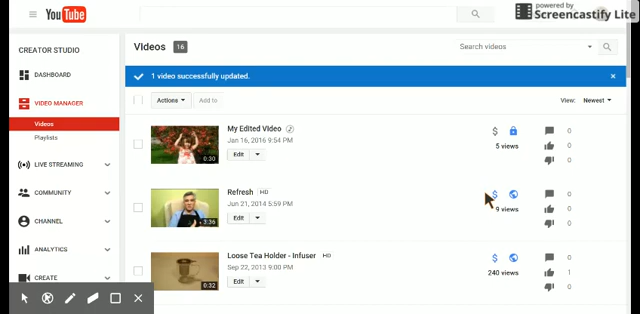 YouTube
powered by
Screencastify Lite
CREATOR STUDIO
VIDEOS 16
Search videos
DASHBOARD
1 video successfully updated.
VIDEO MANAGER
Actions
Add to
View: Newest
Videos
Playlists
My Edited Video
Jan 16, 2016 9:54 PM
0:30
Edit
5 views
0
0
0
LIVE STREAMING
COMMUNITY
CHANNEL
ANALYTICS
CREATE
Refresh HD
Jun 21, 2014 5:59 PM
3:36
Edit
9 views
0
0
0
Loose Tea Holder - Infuser HD
Sep 22, 2013 9:00 PM
0:32
Edit
240 views
0
1
0